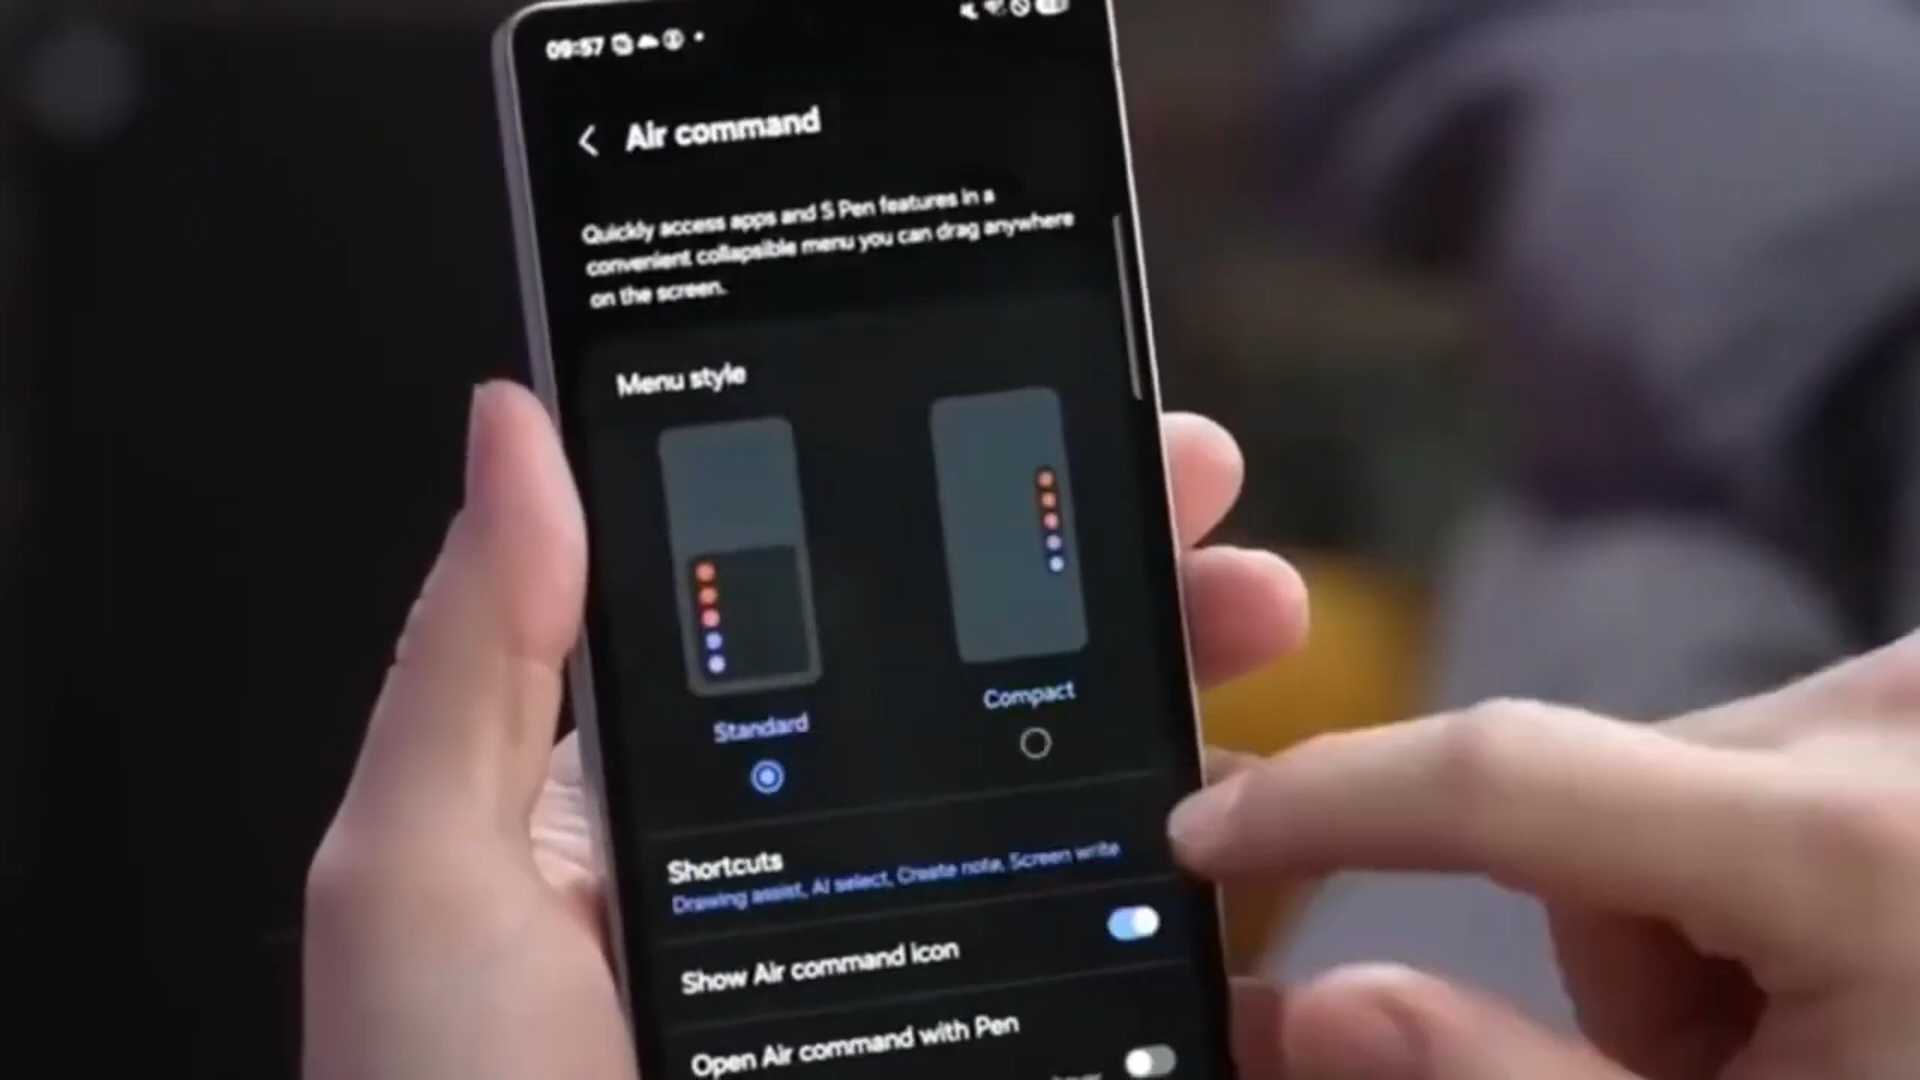 09:57
Air command
Quickly access apps and S Pen features in a
convenient collapsible menu you can drag anywhere
on the screen.
Menu style
Standard
Compact
Shortcuts
Drawing assist, AI select, Create note, Screen write
Show Air command icon
Open Air command with Pen